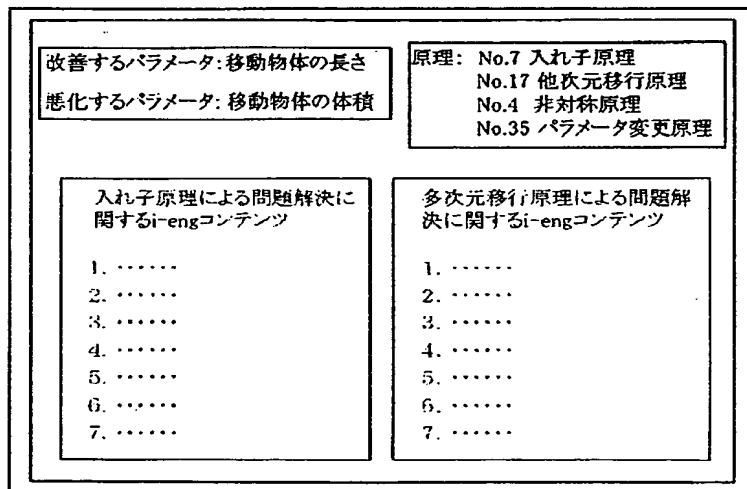 改善するパラメータ:移動物体の長さ
悪化するパラメータ:移動物体の体積
原理: No.7 入れ子原理
No.17 他次元移行原理
No.4 非対称原理
No.35 パラメータ変更原理
入れ子原理による問題解決に
関するi-engコンテンツ
1. ・・・・・・
2. ・・・・・・
3. ・・・・・・
4. ・・・・・・
5. ・・・・・・
6. ・・・・・・
7. ・・・・・・
多次元移行原理による問題解
決に関するi-engコンテンツ
1. ・・・・・・
2. ・・・・・・
3. ・・・・・・
4. ・・・・・・
5. ・・・・・・
6. ・・・・・・
7. ・・・・・・